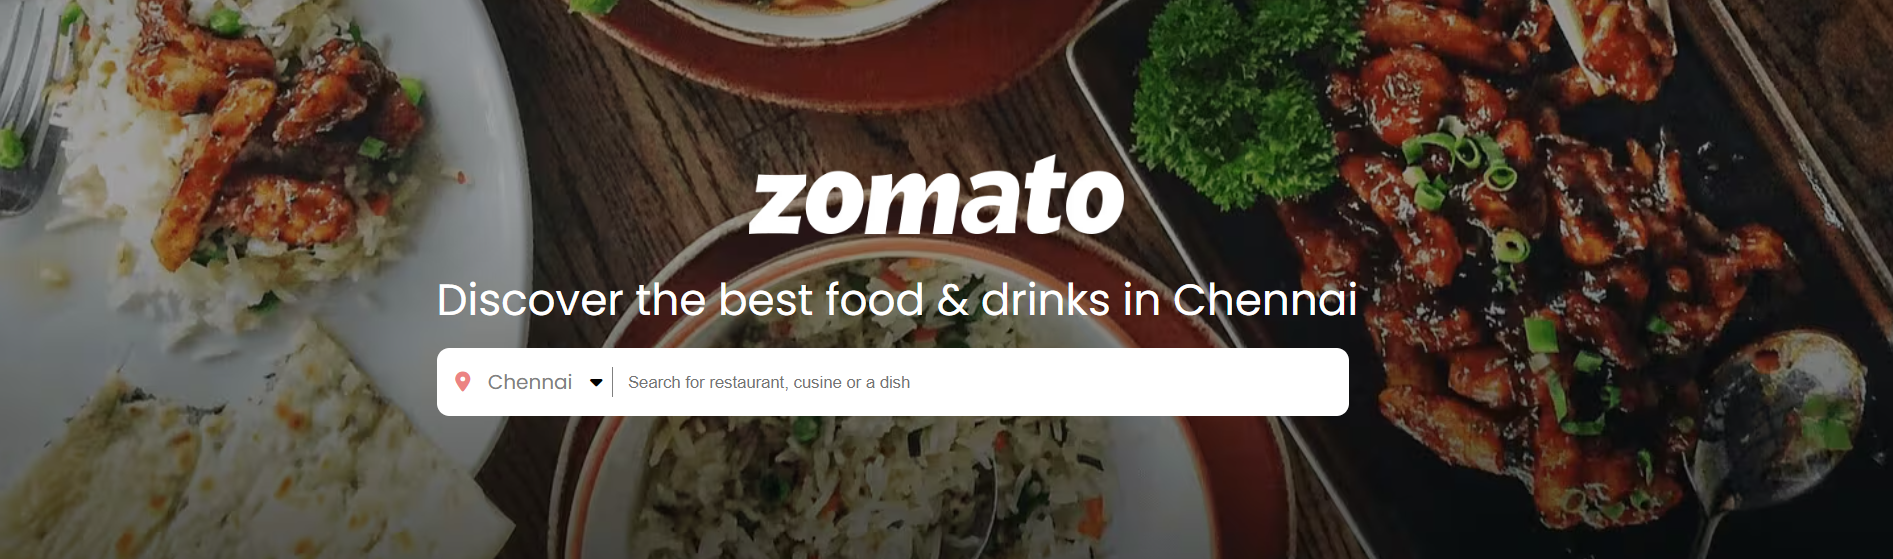 zomato
Discover the best food & drinks in Chennai
Chennai
Search for restaurant, cusine or a dish